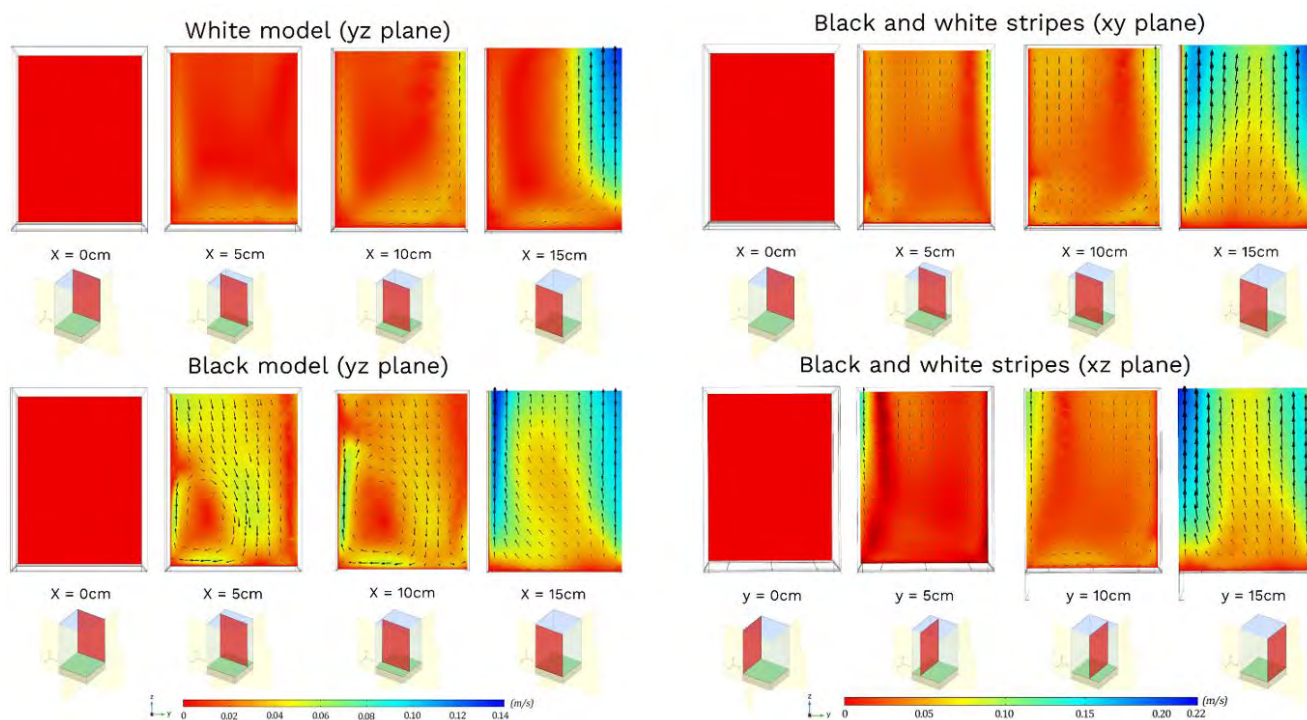 White model (yz plane)
X = 0cm
X = 5cm
X = 10cm
X = 15cm
Black model (yz plane)
X = 0cm
X = 5cm
X = 10cm
X = 15cm
z
y
(m/s)
0
0.02
0.04
0.06
0.08
0.10
0.12
0.14
Black and white stripes (xy plane)
X = 0cm
X = 5cm
X = 10cm
X = 15cm
Black and white stripes (xz plane)
y = 0cm
y = 5cm
y = 10cm
y = 15cm
z
y
(m/s)
0
0.05
0.10
0.15
0.20
0.22